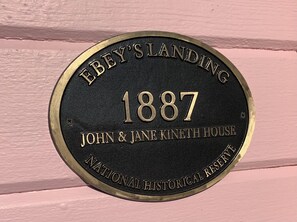 EBEY'S LANDING
1887
JOHN & JANE KINETH HOUSE
NATIONAL HISTORICAL RESERVE